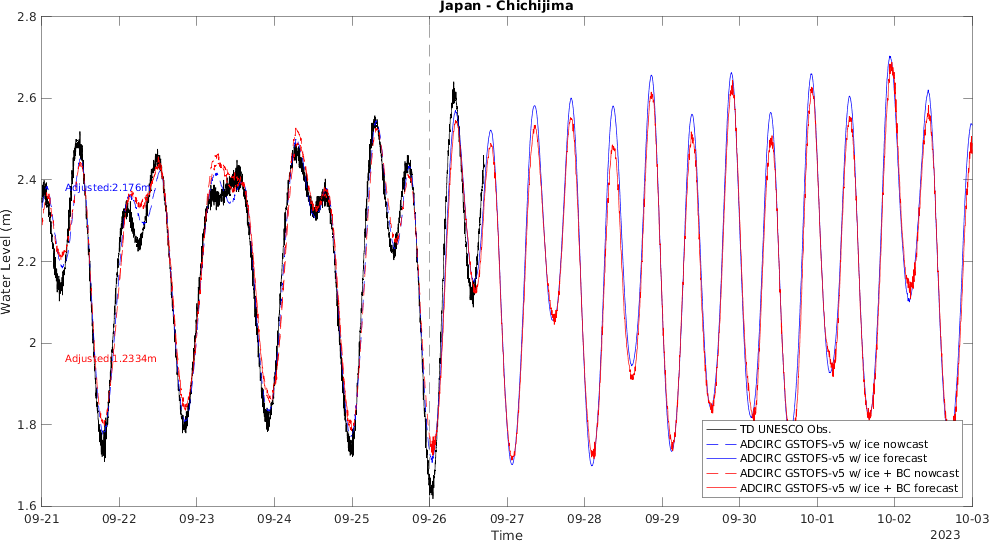 Japan - Chichijima
2.8
2.6
2.4
2.2
2
1.8
1.6
Water Level (m)
Adjusted:2.176m
Adjusted:1.2334m
TD UNESCO Obs.
ADCIRC GSTOFS-v5 w/ ice nowcast
ADCIRC GSTOFS-v5 w/ ice forecast
ADCIRC GSTOFS-v5 w/ ice + BC nowcast
ADCIRC GSTOFS-v5 w/ ice + BC forecast
09-21 09-22 09-23 09-24 09-25 09-26 09-27 09-28 09-29 09-30 10-01 10-02 10-03
Time
2023